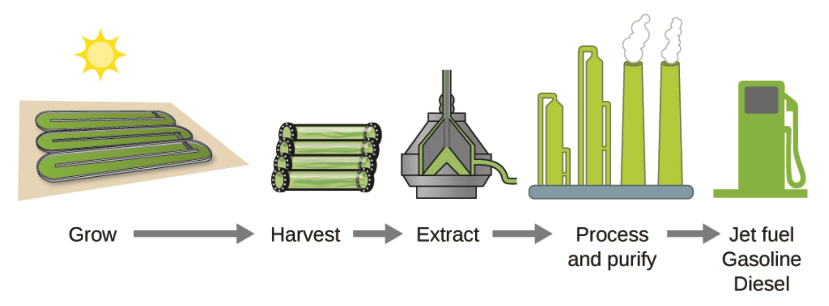 Grow
Harvest
Extract
Process
and purify
Jet fuel
Gasoline
Diesel